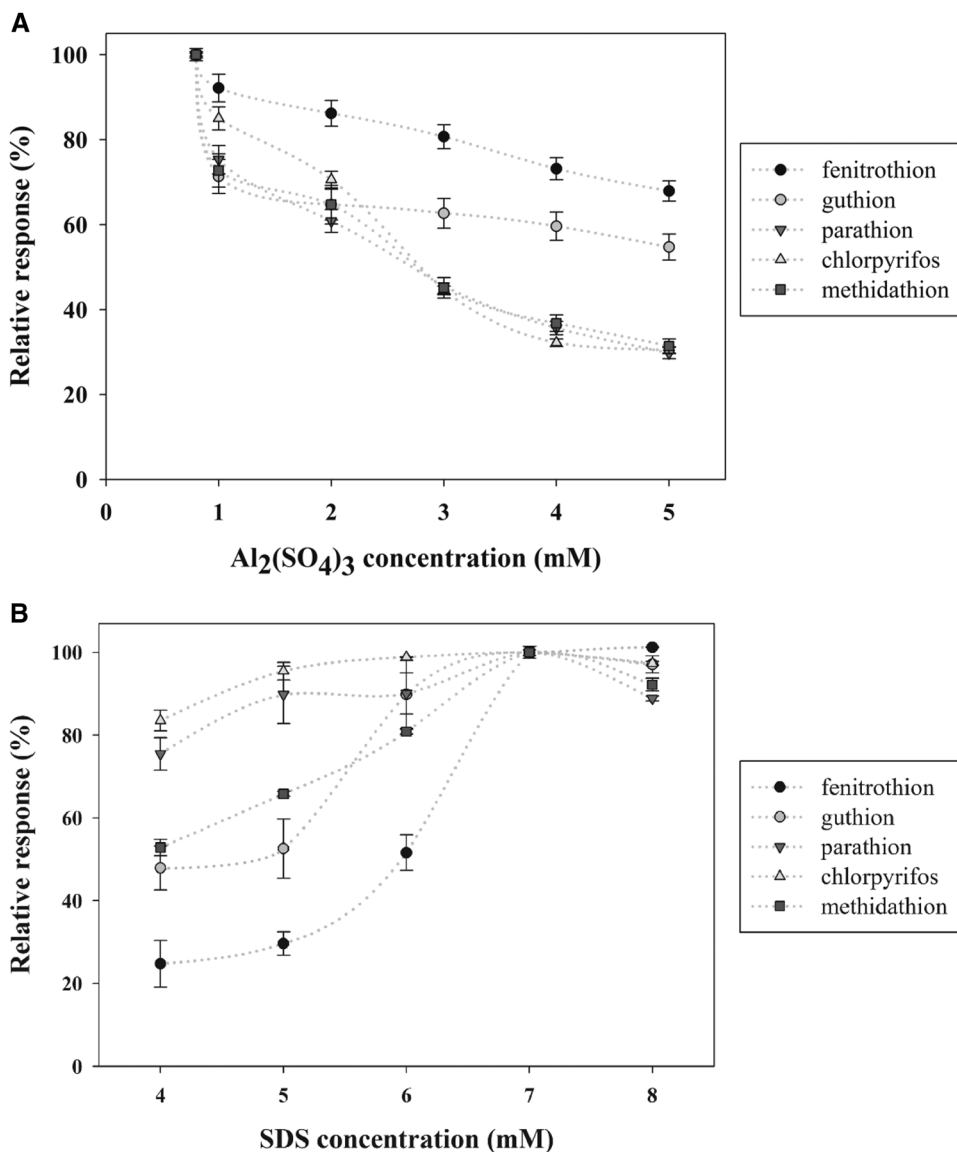 A
Relative response (%)
100
80
60
40
20
0
0 1 2 3 4 5
Al2(SO4)3 concentration (mM)
fenitrothion
guthion
parathion
chlorpyrifos
methidathion
B
Relative response (%)
100
80
60
40
20
0
4 5 6 7 8
SDS concentration (mM)
fenitrothion
guthion
parathion
chlorpyrifos
methidathion